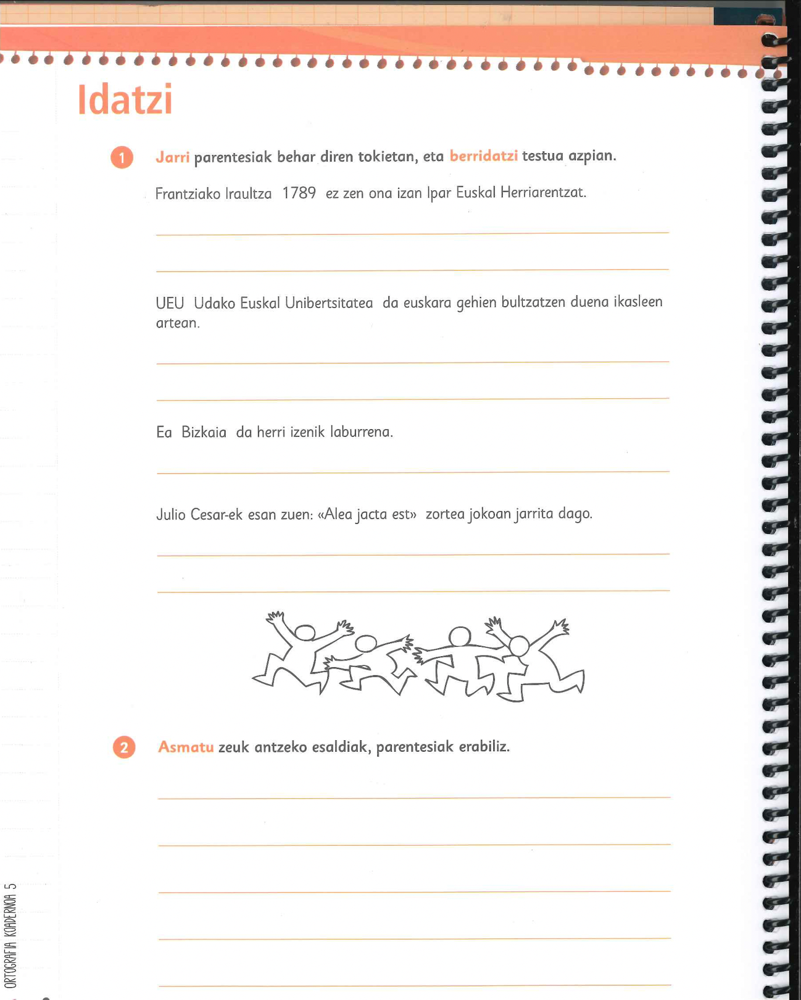 Idatzi
1 Jarri parentesiak behar diren tokietan, eta berridatzi testua azpian.
Frantziako Iraultza 1789 ez zen ona izan Ipar Euskal Herriarentzat.
UEU Udako Euskal Unibertsitatea da euskara gehien bultzatzen duena ikasleen
artean.
Ea Bizkaia da herri izenik laburrena.
Julio Cesar-ek esan zuen: «Alea jacta est» zortea jokoan jarrita dago.
2 Asmatu zeuk antzeko esaldiak, parentesiak erabiliz.
ORTOGRAFIA KOADERNOA 5